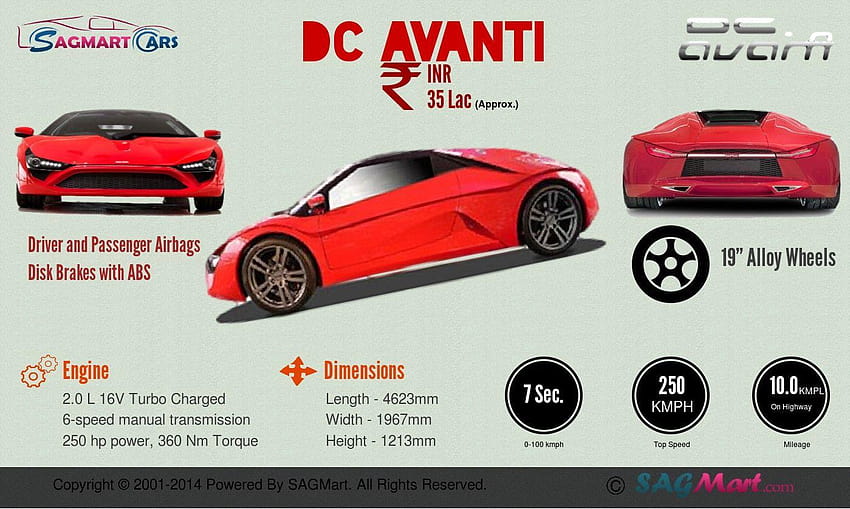 SAGMART CARS
DC AVANTI
₹ INR
35 Lac (Approx.)
DC
avanti
Driver and Passenger Airbags
Disk Brakes with ABS
19” Alloy Wheels
Engine
2.0 L 16V Turbo Charged
6-speed manual transmission
250 hp power, 360 Nm Torque
Dimensions
Length - 4623mm
Width - 1967mm
Height - 1213mm
7 Sec.
0-100 kmph
250
KMPH
Top Speed
10.0 KMPL
On Highway
Mileage
Copyright © 2001-2014 Powered By SAGMart. All Rights Reserved.
© SAGMart.com